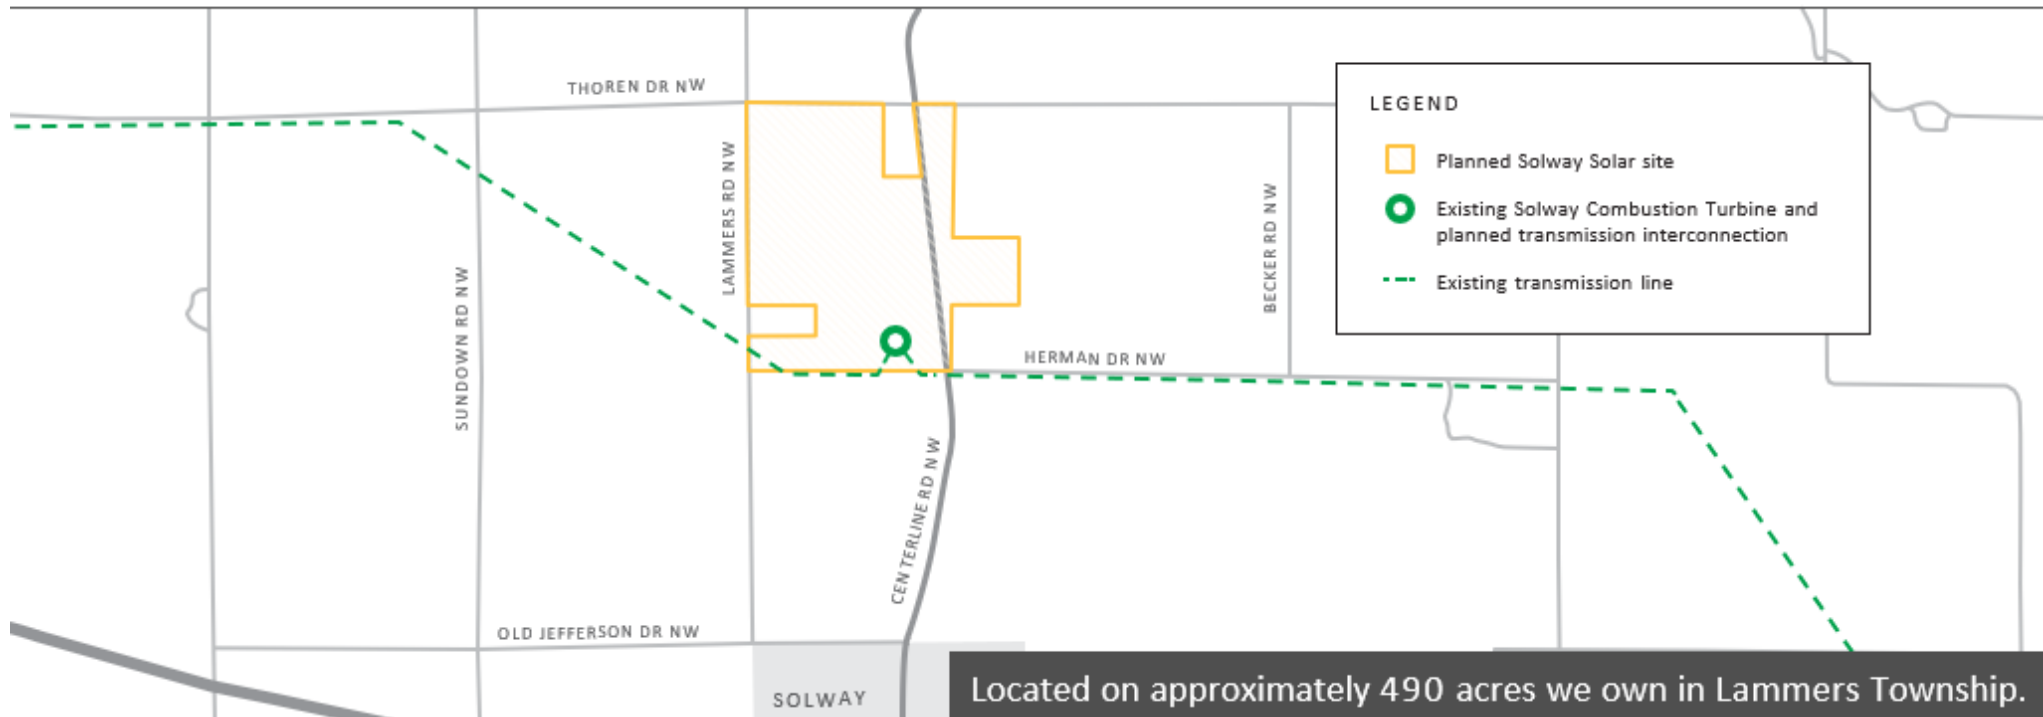 THOREN DR NW
LEGEND
Planned Solway Solar site
Existing Solway Combustion Turbine and
planned transmission interconnection
Existing transmission line
LAMMERS RD NW
BECKER RD NW
SUNDOWN RD NW
HERMAN DR NW
CENTERLINE RD NW
OLD JEFFERSON DR NW
SOLWAY
Located on approximately 490 acres we own in Lammers Township.